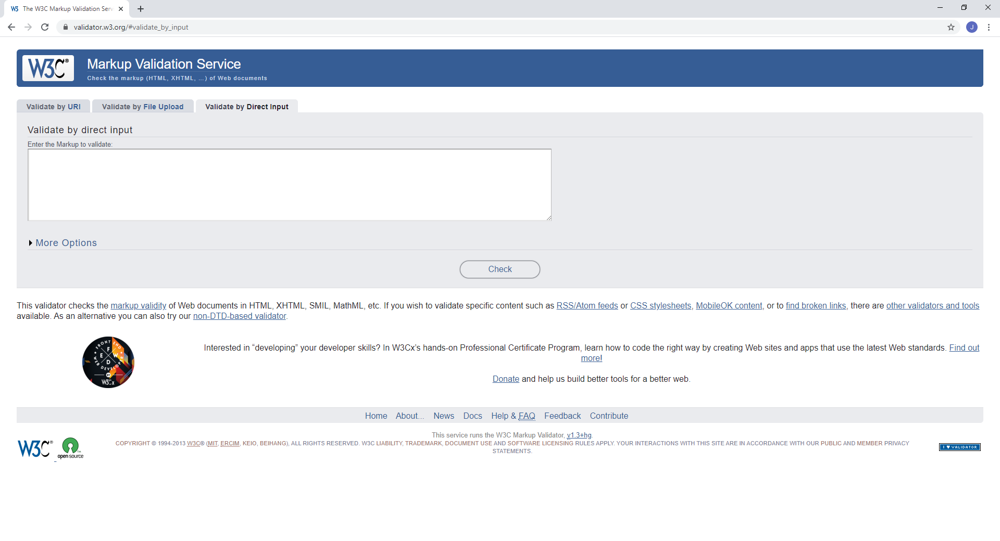 The W3C Markup Validation Serv
validator.w3.org/#validate_by_input
J
W3C®
Markup Validation Service
Check the markup (HTML, XHTML, …) of Web documents
Validate by URI
Validate by File Upload
Validate by Direct Input
Validate by direct input
Enter the Markup to validate:
More Options
Check
This validator checks the markup validity of Web documents in HTML, XHTML, SMIL, MathML, etc. If you wish to validate specific content such as RSS/Atom feeds or CSS stylesheets, MobileOK content, or to find broken links, there are other validators and tools
available. As an alternative you can also try our non-DTD-based validator.
FRONT END
F E W D
WEB DEVELOPER
BY
W3Cx
Interested in “developing” your developer skills? In W3Cx’s hands-on Professional Certificate Program, learn how to code the right way by creating Web sites and apps that use the latest Web standards. Find out
more!
Donate and help us build better tools for a better web.
Home About... News Docs Help & FAQ Feedback Contribute
W3C®
open source™
This service runs the W3C Markup Validator, v1.3+hg.
COPYRIGHT © 1994-2013 W3C® (MIT, ERCIM, KEIO, BEIHANG), ALL RIGHTS RESERVED. W3C LIABILITY, TRADEMARK, DOCUMENT USE AND SOFTWARE LICENSING RULES APPLY. YOUR INTERACTIONS WITH THIS SITE ARE IN ACCORDANCE WITH OUR PUBLIC AND MEMBER PRIVACY
STATEMENTS.
I ♥ VALIDATOR